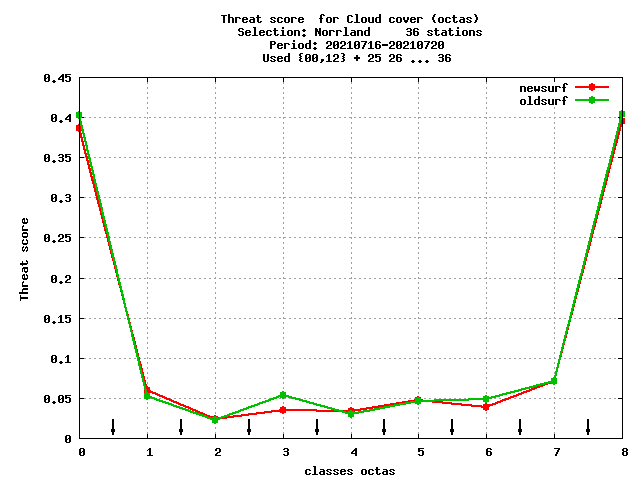 Threat score  for Cloud cover (octas)
Selection: Norrland     36 stations
Period: 20210716-20210720
Used {00,12} + 25 26 ... 36
newsurf
oldsurf
0.45
0.4
0.35
0.3
0.25
0.2
0.15
0.1
0.05
0
Threat score
0 1 2 3 4 5 6 7 8
classes octas